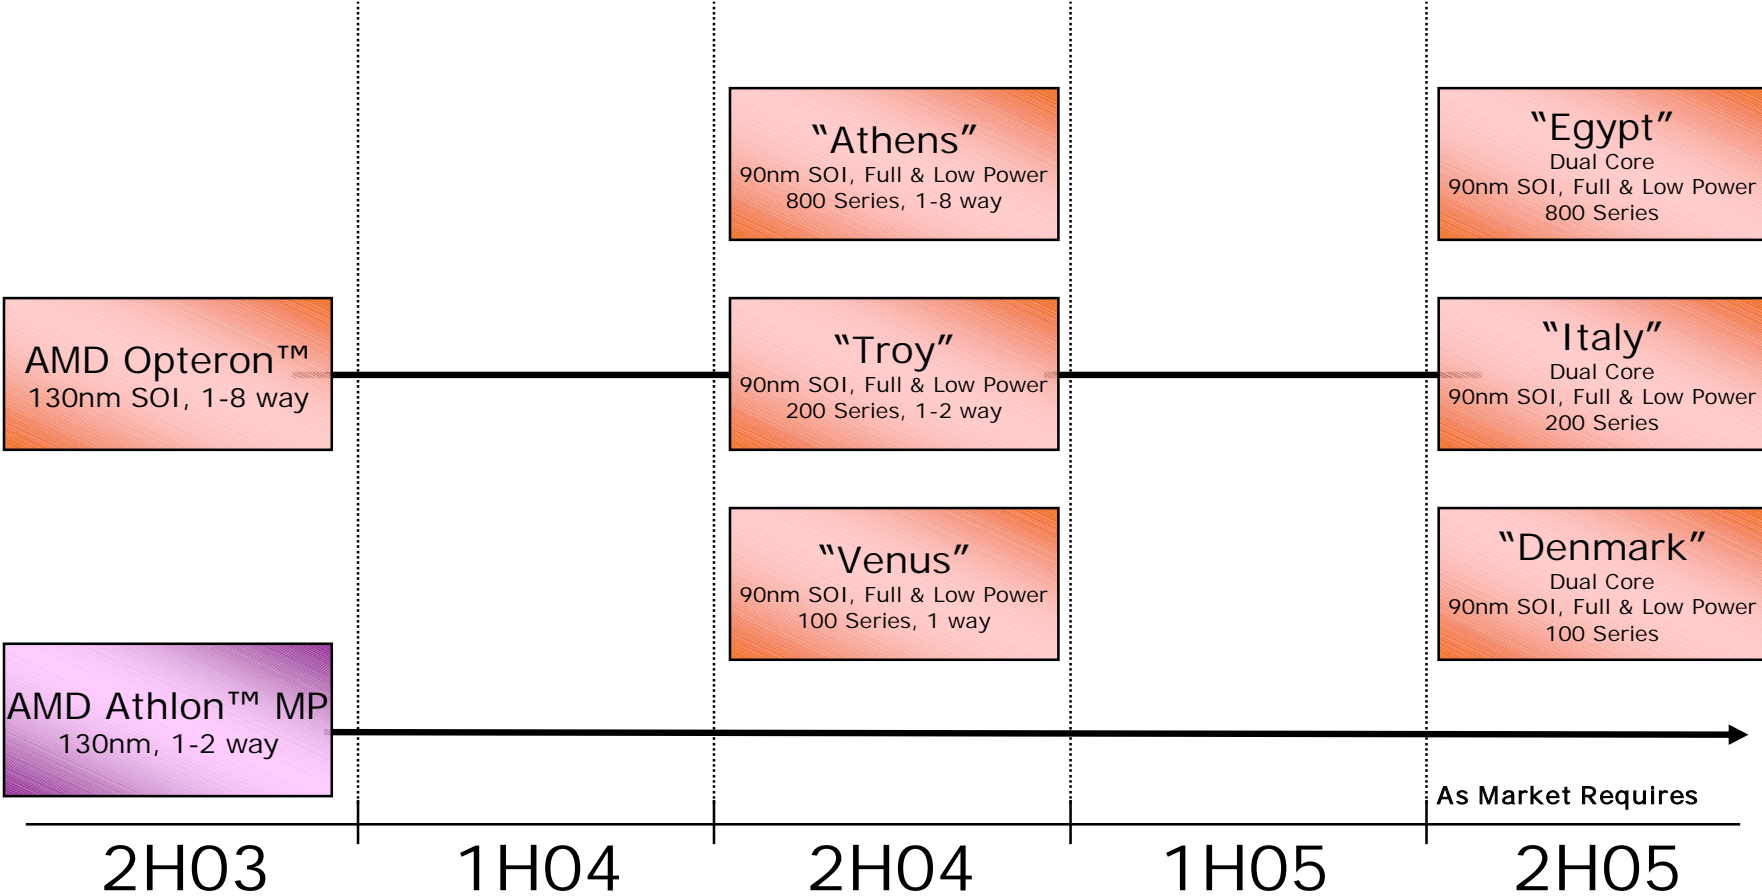 “Athens”
90nm SOI, Full & Low Power
800 Series, 1-8 way
“Egypt”
Dual Core
90nm SOI, Full & Low Power
800 Series
AMD Opteron™
130nm SOI, 1-8 way
“Troy”
90nm SOI, Full & Low Power
200 Series, 1-2 way
“Italy”
Dual Core
90nm SOI, Full & Low Power
200 Series
“Venus”
90nm SOI, Full & Low Power
100 Series, 1 way
“Denmark”
Dual Core
90nm SOI, Full & Low Power
100 Series
AMD Athlon™ MP
130nm, 1-2 way
As Market Requires
2H03 1H04 2H04 1H05 2H05